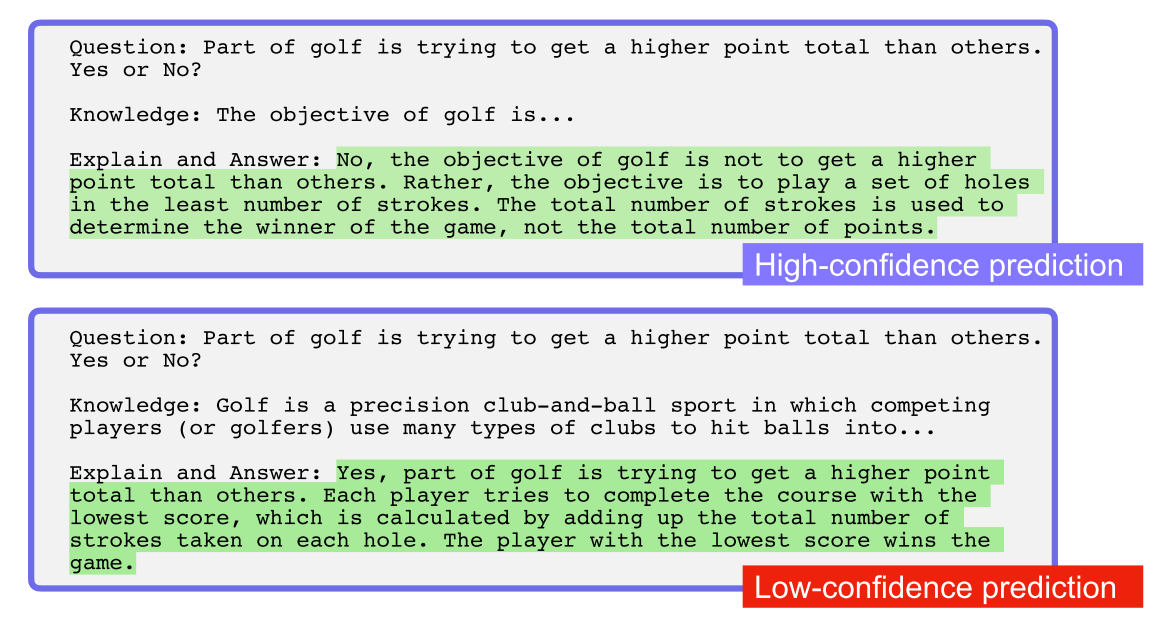 Question: Part of golf is trying to get a higher point total than others.
Yes or No?
Knowledge: The objective of golf is...
Explain and Answer: No, the objective of golf is not to get a higher
point total than others. Rather, the objective is to play a set of holes
in the least number of strokes. The total number of strokes is used to
determine the winner of the game, not the total number of points.
High-confidence prediction
Question: Part of golf is trying to get a higher point total than others.
Yes or No?
Knowledge: Golf is a precision club-and-ball sport in which competing
players (or golfers) use many types of clubs to hit balls into...
Explain and Answer: Yes, part of golf is trying to get a higher point
total than others. Each player tries to complete the course with the
lowest score, which is calculated by adding up the total number of
strokes taken on each hole. The player with the lowest score wins the
game.
Low-confidence prediction